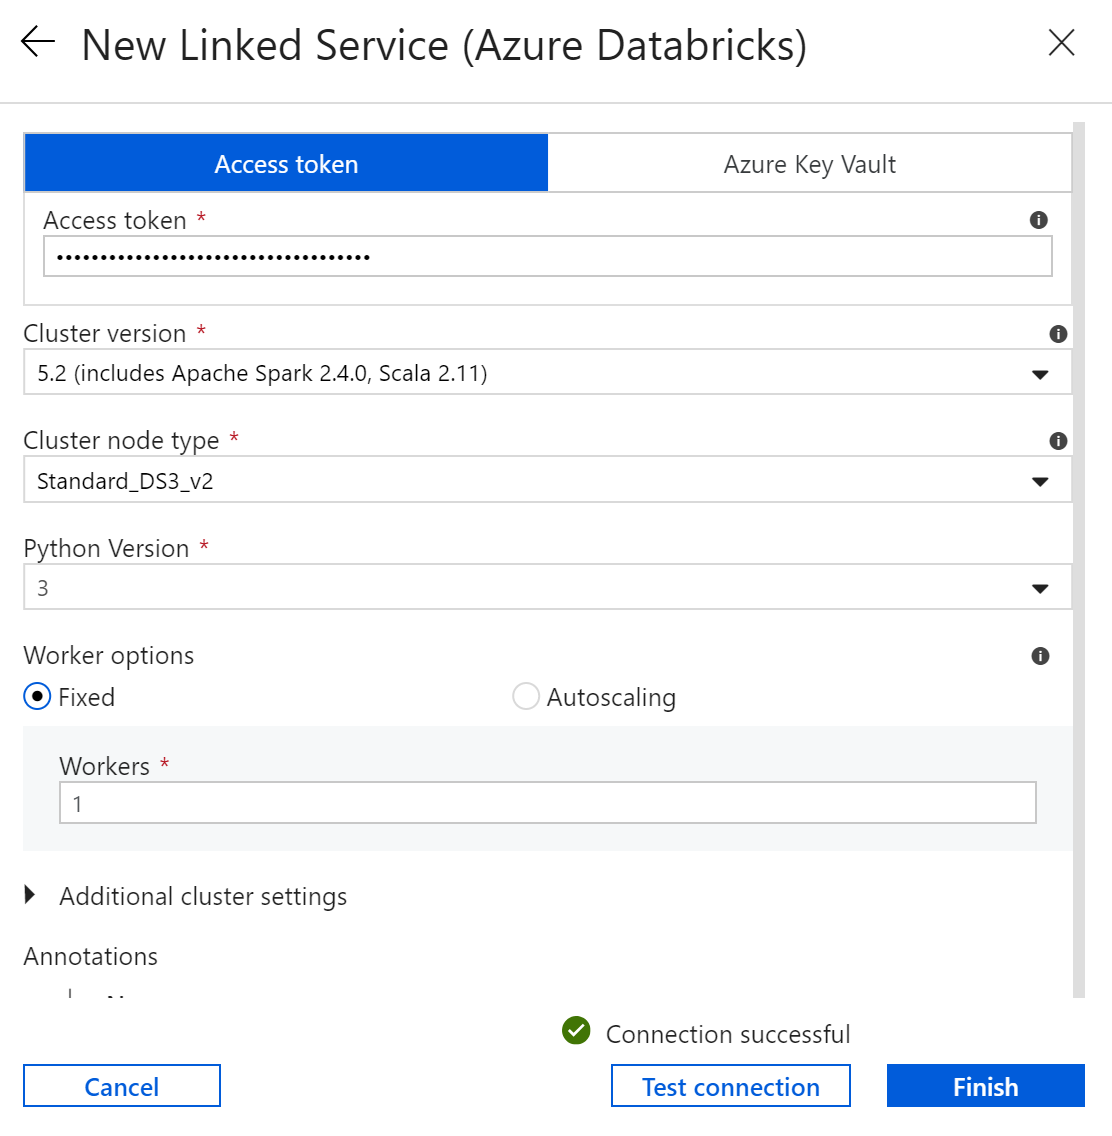 New Linked Service (Azure Databricks)
Access token
Azure Key Vault
Access token *
••••••••••••••••••••••••••••••••••••
Cluster version *
5.2 (includes Apache Spark 2.4.0, Scala 2.11)
Cluster node type *
Standard_DS3_v2
Python Version *
3
Worker options
Fixed
Autoscaling
Workers *
1
Additional cluster settings
Annotations
Connection successful
Cancel
Test connection
Finish